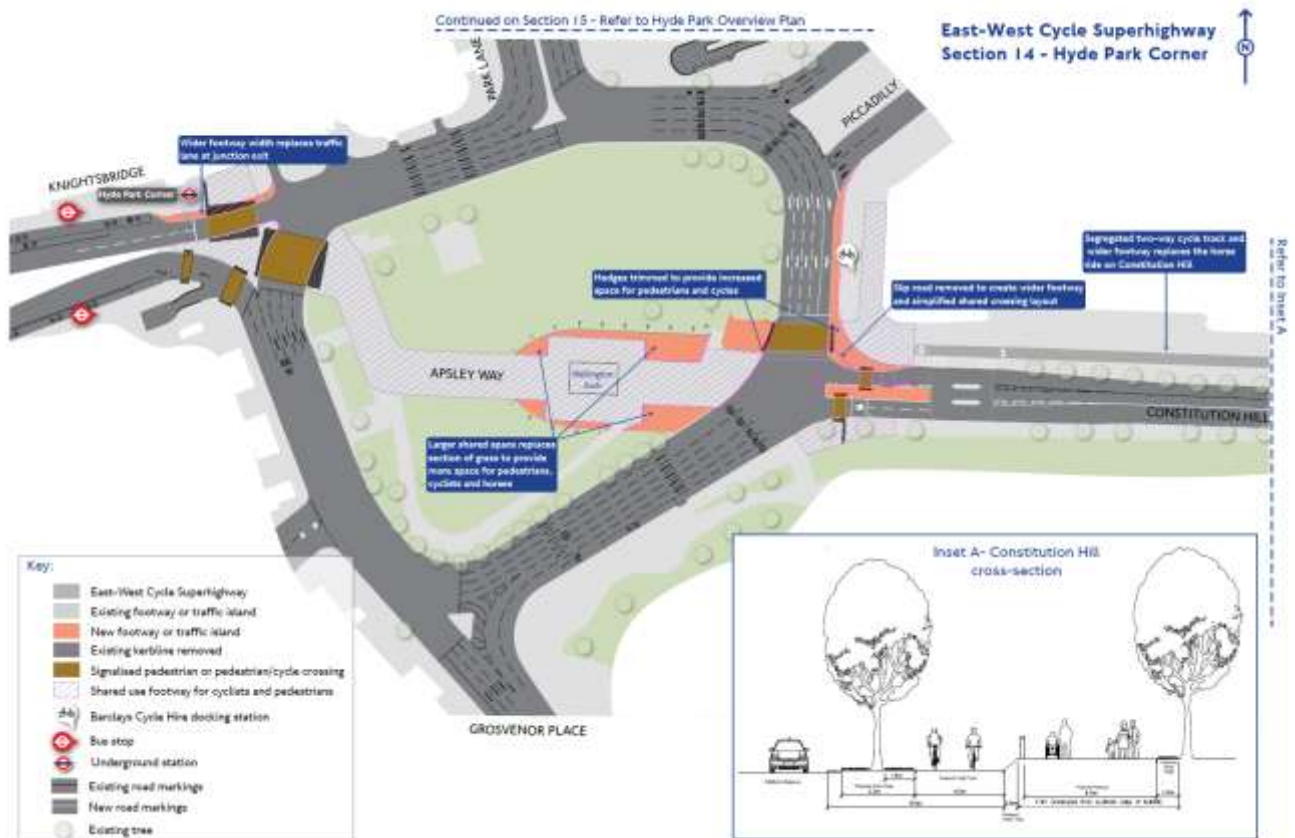 Continued on Section 15 - Refer to Hyde Park Overview Plan
East-West Cycle Superhighway
Section 14 - Hyde Park Corner
N
PARK LANE
PICCADILLY
Wider footway width replaces traffic
lane at junction exit
KNIGHTSBRIDGE
Hyde Park Corner
Segregated two-way cycle track and
wider footway replaces the horse
ride on Constitution Hill
Refer to Inset A
Hedges trimmed to provide increased
space for pedestrians and cycles
Slip road removed to create wider footway
and simplified shared crossing layout
APSLEY WAY
Wellington
Arch
CONSTITUTION HILL
Larger shared space replaces
section of grass to provide
more space for pedestrians,
cyclists and horses
GROSVENOR PLACE
Key:
East-West Cycle Superhighway
Existing footway or traffic island
New footway or traffic island
Existing kerbline removed
Signalised pedestrian or pedestrian/cycle crossing
Shared use footway for cyclists and pedestrians
Barclays Cycle Hire docking station
Bus stop
Underground station
Existing road markings
New road markings
Existing tree
Inset A- Constitution Hill
cross-section